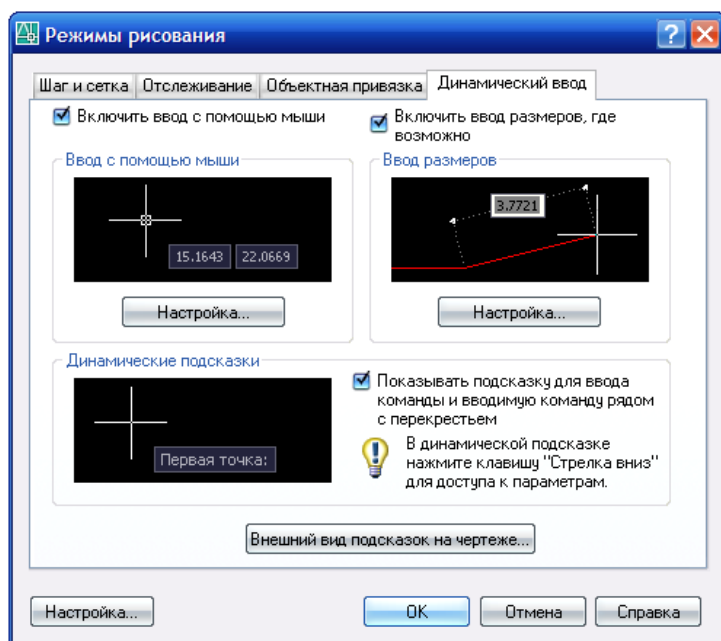 Режимы рисования
Шаг и сетка Отслеживание Объектная привязка Динамический ввод
Включить ввод с помощью мыши
Включить ввод размеров, где
возможно
Ввод с помощью мыши
15.1643 22.0669
Настройка...
Ввод размеров
3.7721
Настройка...
Динамические подсказки
Первая точка:
Показывать подсказку для ввода
команды и вводимую команду рядом
с перекрестьем
В динамической подсказке
нажмите клавишу "Стрелка вниз"
для доступа к параметрам.
Внешний вид подсказок на чертеже...
Настройка... OK Отмена Справка